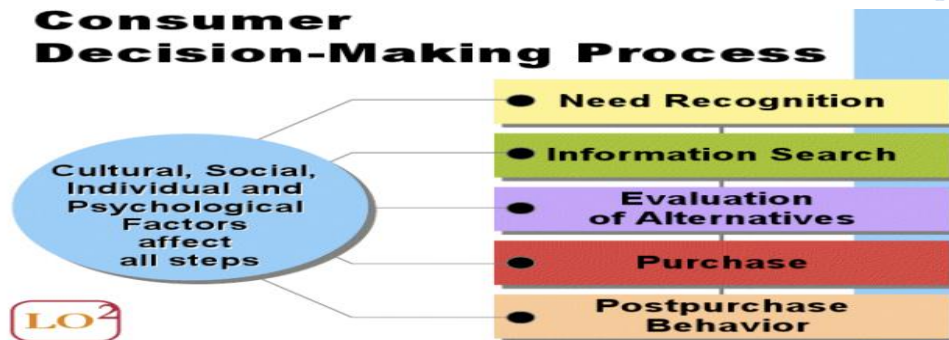 Consumer
Decision-Making Process
Cultural, Social,
Individual and
Psychological
Factors
affect
all steps
Need Recognition
Information Search
Evaluation
of Alternatives
Purchase
Postpurchase
Behavior
LO2